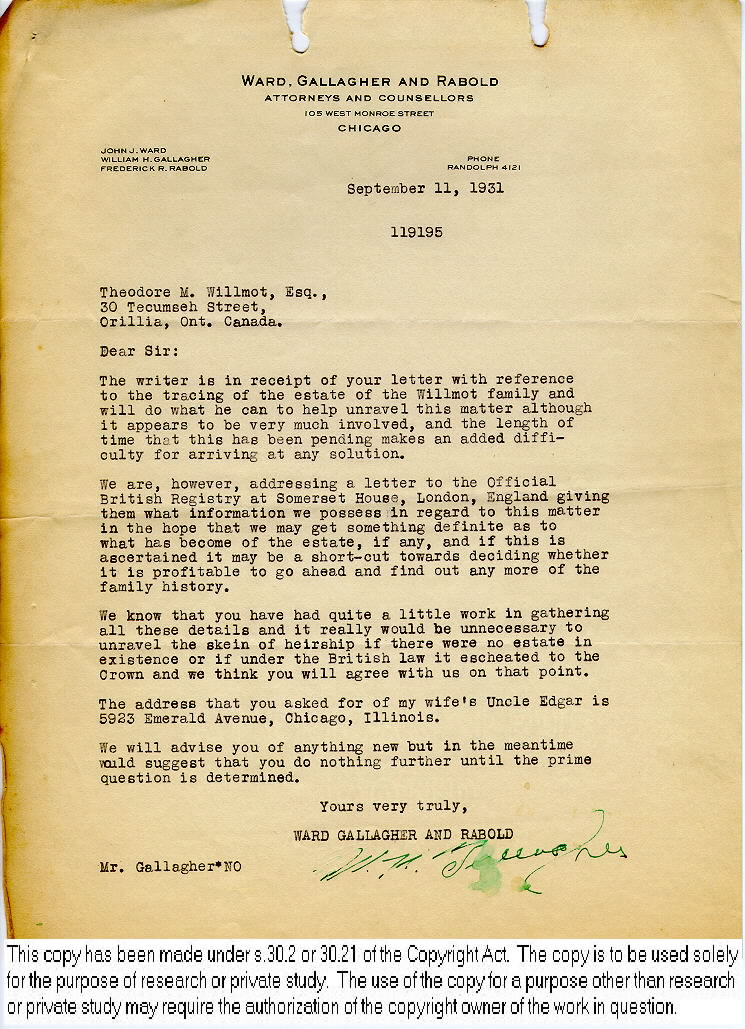 WARD, GALLAGHER AND RABOLD
ATTORNEYS AND COUNSELLORS
105 WEST MONROE STREET
CHICAGO
JOHN J. WARD
WILLIAM H. GALLAGHER
FREDERICK R. RABOLD
PHONE
RANDOLPH 4121
September 11, 1931
119195
Theodore M. Willmot, Esq.,
30 Tecumseh Street,
Orillia, Ont. Canada.
Dear Sir:
The writer is in receipt of your letter with reference
to the tracing of the estate of the Willmot family and
will do what he can to help unravel this matter although
it appears to be very much involved, and the length of
time that this has been pending makes an added diffi-
culty for arriving at any solution.
We are, however, addressing a letter to the Official
British Registry at Somerset House, London, England giving
them what information we possess in regard to this matter
in the hope that we may get something definite as to
what has become of the estate, if any, and if this is
ascertained it may be a short-cut towards deciding whether
it is profitable to go ahead and find out any more of the
family history.
We know that you have had quite a little work in gathering
all these details and it really would be unnecessary to
unravel the skein of heirship if there were no estate in
existence or if under the British law it escheated to the
Crown and we think you will agree with us on that point.
The address that you asked for of my wife's Uncle Edgar is
5923 Emerald Avenue, Chicago, Illinois.
We will advise you of anything new but in the meantime
would suggest that you do nothing further until the prime
question is determined.
Yours very truly,
WARD GALLAGHER AND RABOLD
W. H. Gallagher
Mr. Gallagher*NO
This copy has been made under s.30.2 or 30.21 of the Copyright Act. The copy is to be used solely
for the purpose of research or private study. The use of the copy for a purpose other than research
or private study may require the authorization of the copyright owner of the work in question.